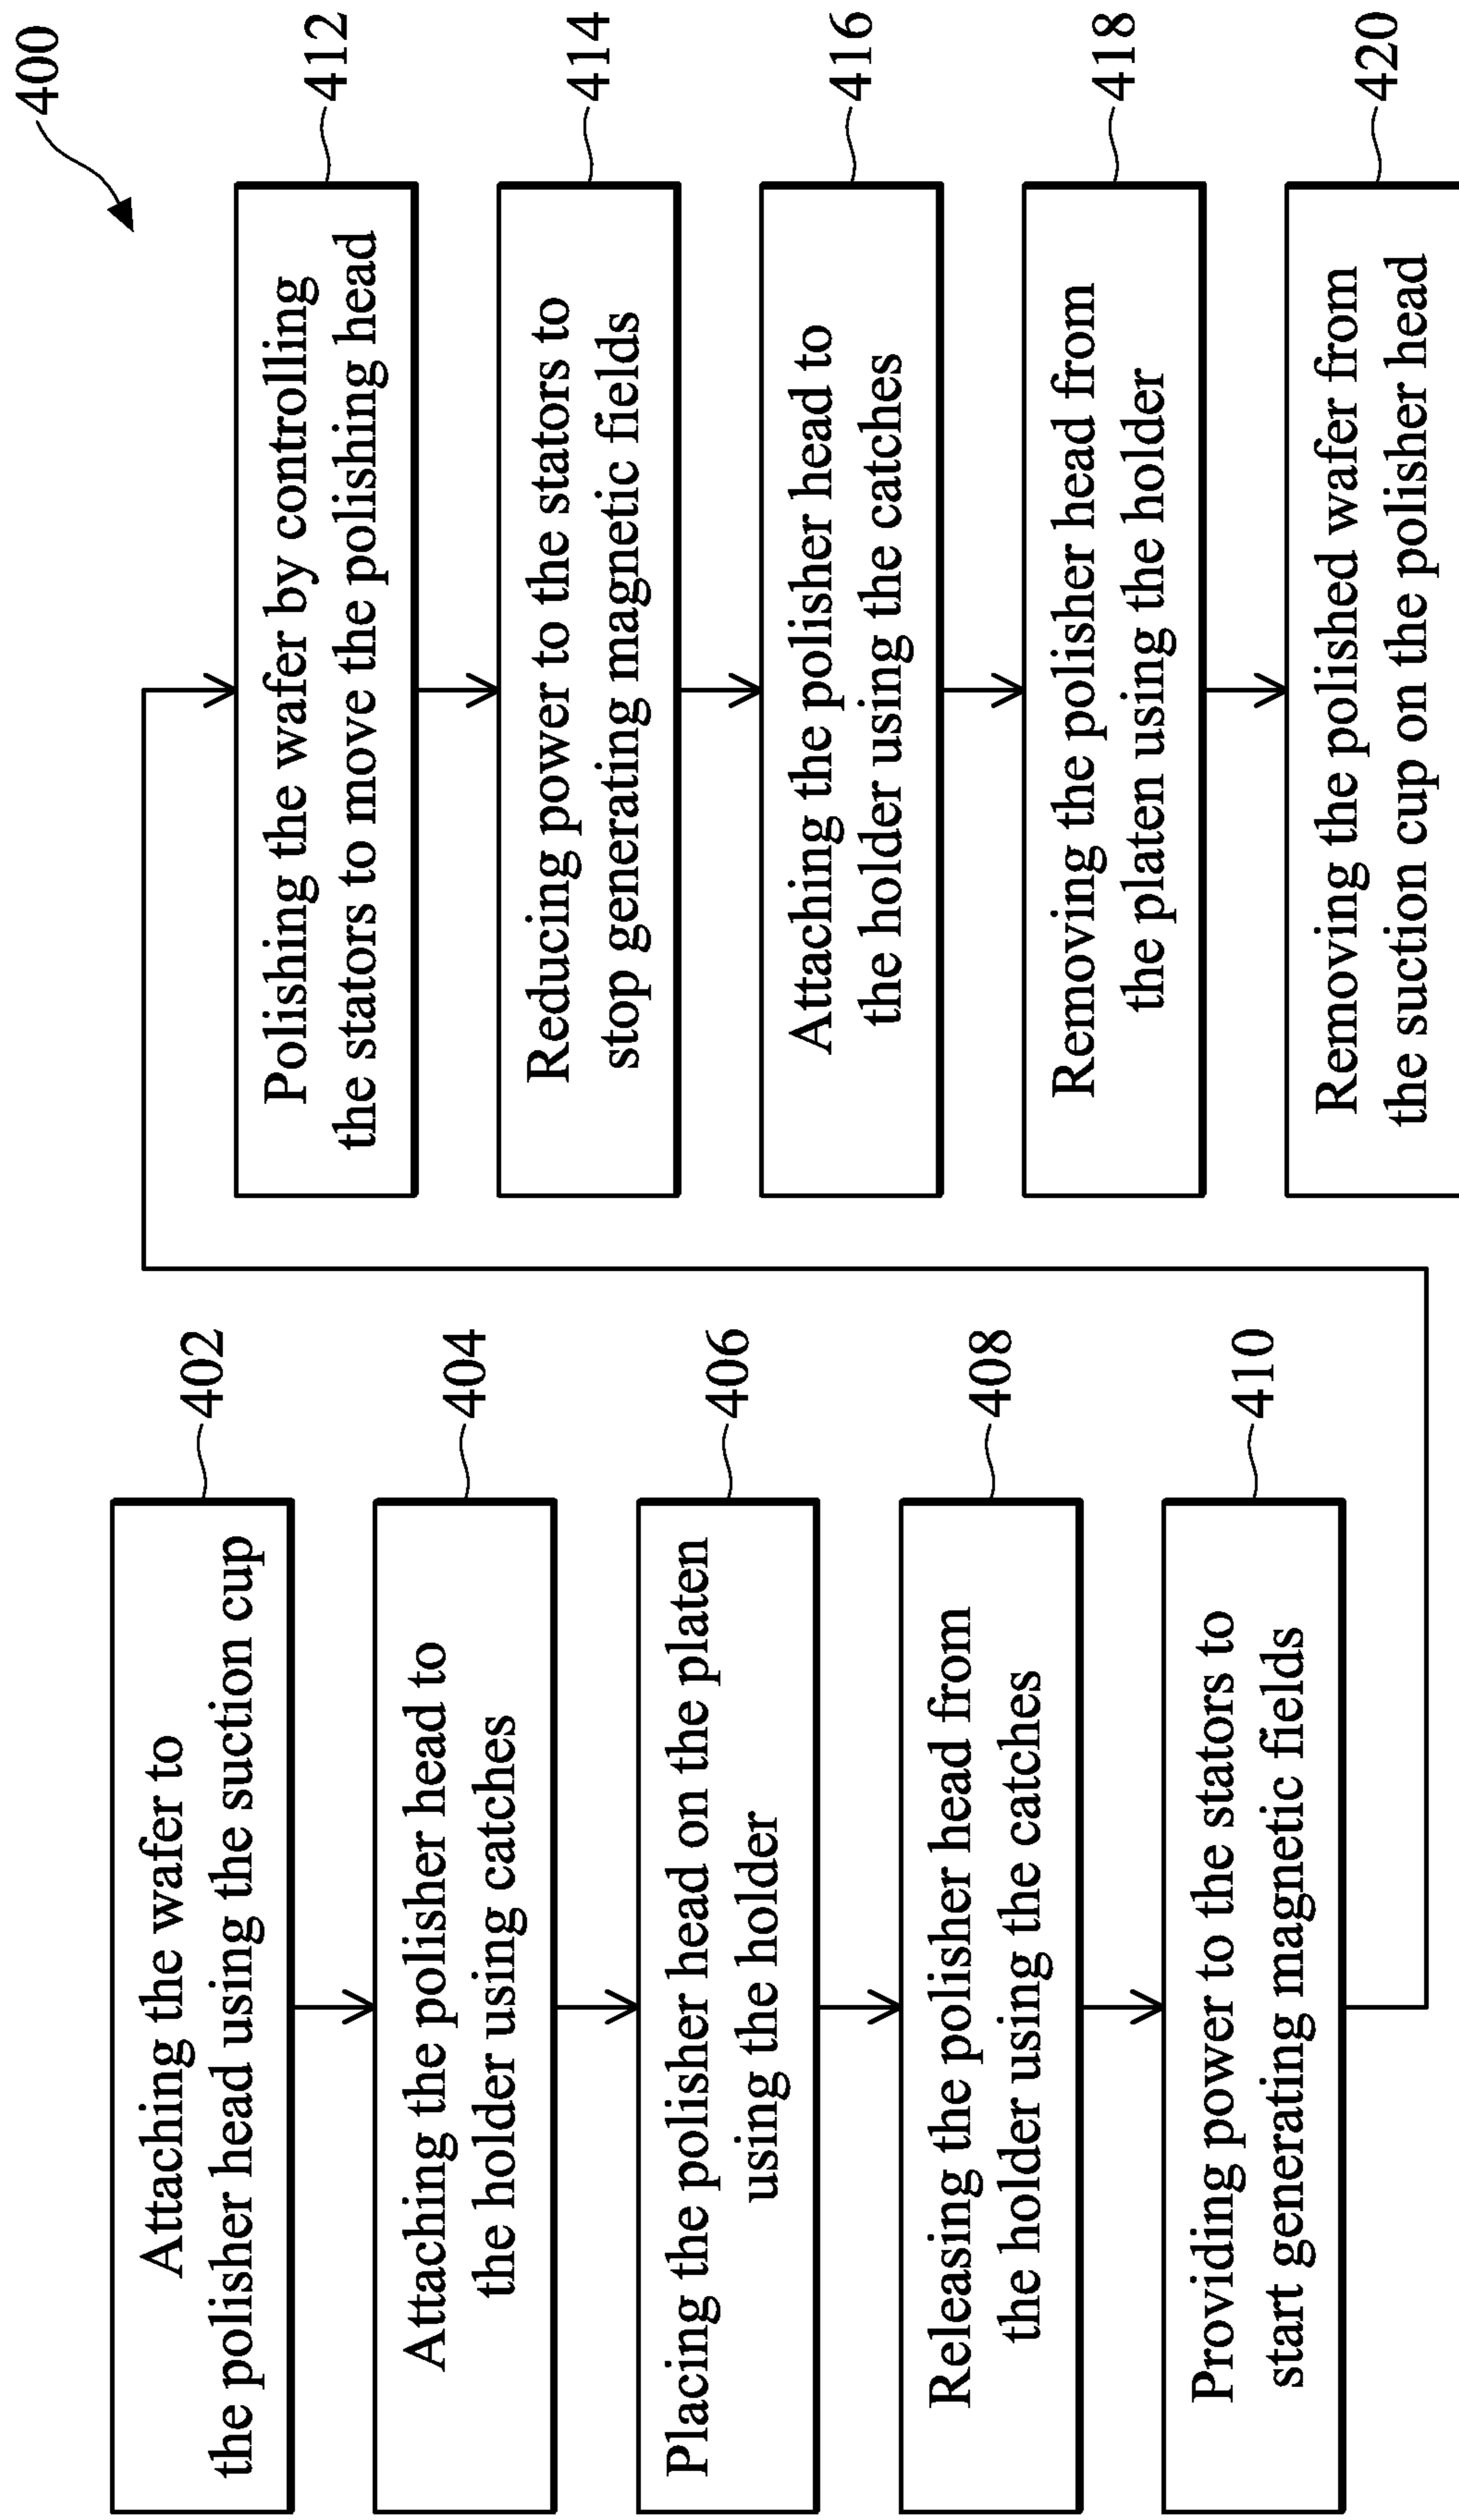 400
Attaching the wafer to
the polisher head using the suction cup
402
Attaching the polisher head to
the holder using catches
404
Placing the polisher head on the platen
using the holder
406
Releasing the polisher head from
the holder using the catches
408
Providing power to the stators to
start generating magnetic fields
410
Polishing the wafer by controlling
the stators to move the polishing head
412
Reducing power to the stators to
stop generating magnetic fields
414
Attaching the polisher head to
the holder using the catches
416
Removing the polisher head from
the platen using the holder
418
Removing the polished wafer from
the suction cup on the polisher head
420